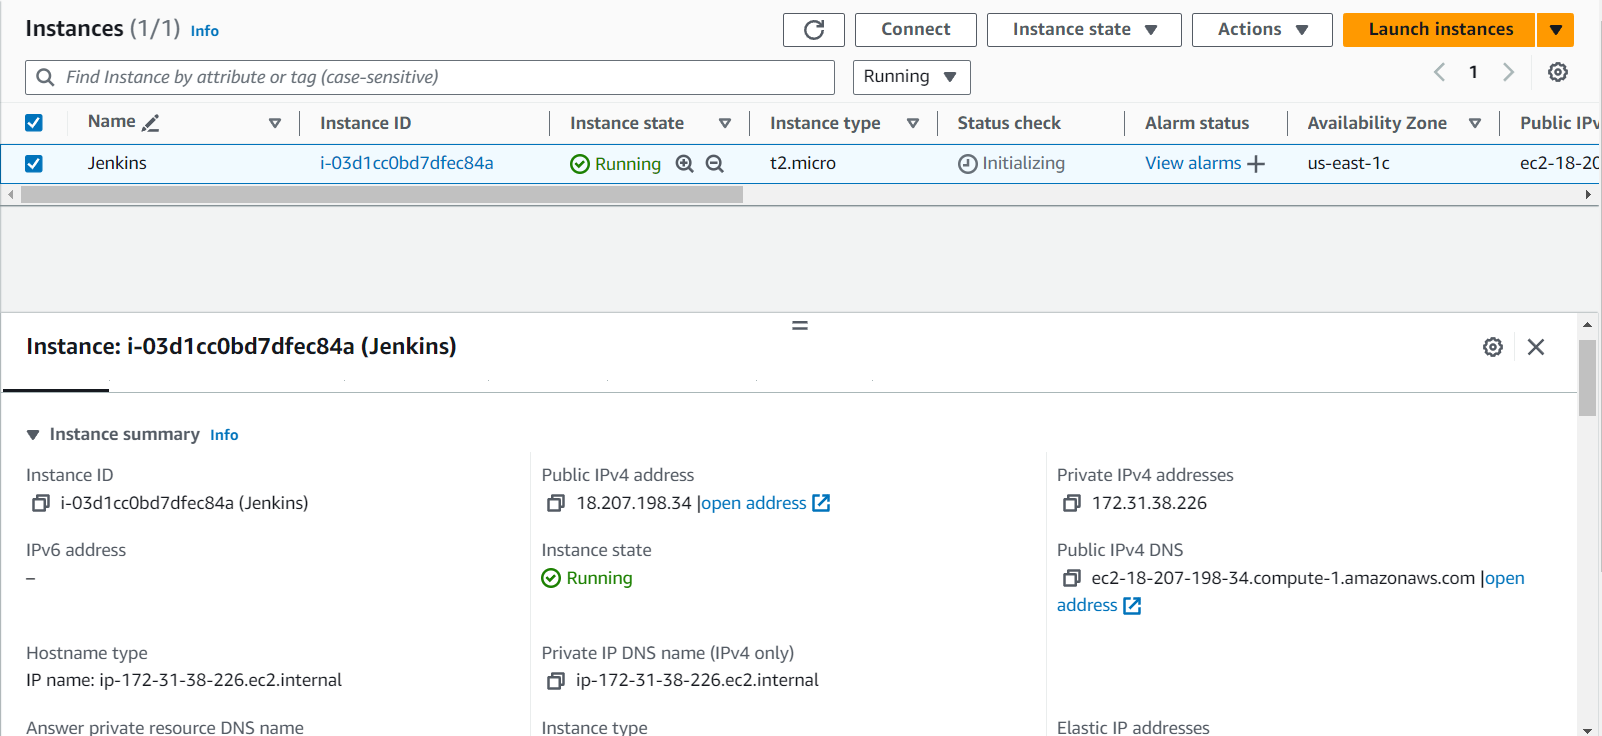 Instances (1/1) Info
Connect Instance state Actions Launch instances
Find Instance by attribute or tag (case-sensitive) Running 1
Name Instance ID Instance state Instance type Status check Alarm status Availability Zone Public IPv
Jenkins i-03d1cc0bd7dfec84a Running t2.micro Initializing View alarms + us-east-1c ec2-18-20
Instance: i-03d1cc0bd7dfec84a (Jenkins)
Instance summary Info
Instance ID Public IPv4 address Private IPv4 addresses
i-03d1cc0bd7dfec84a (Jenkins) 18.207.198.34 |open address 172.31.38.226
IPv6 address Instance state Public IPv4 DNS
– Running ec2-18-207-198-34.compute-1.amazonaws.com |open
address
Hostname type Private IP DNS name (IPv4 only)
IP name: ip-172-31-38-226.ec2.internal ip-172-31-38-226.ec2.internal
Answer private resource DNS name Instance type Elastic IP addresses